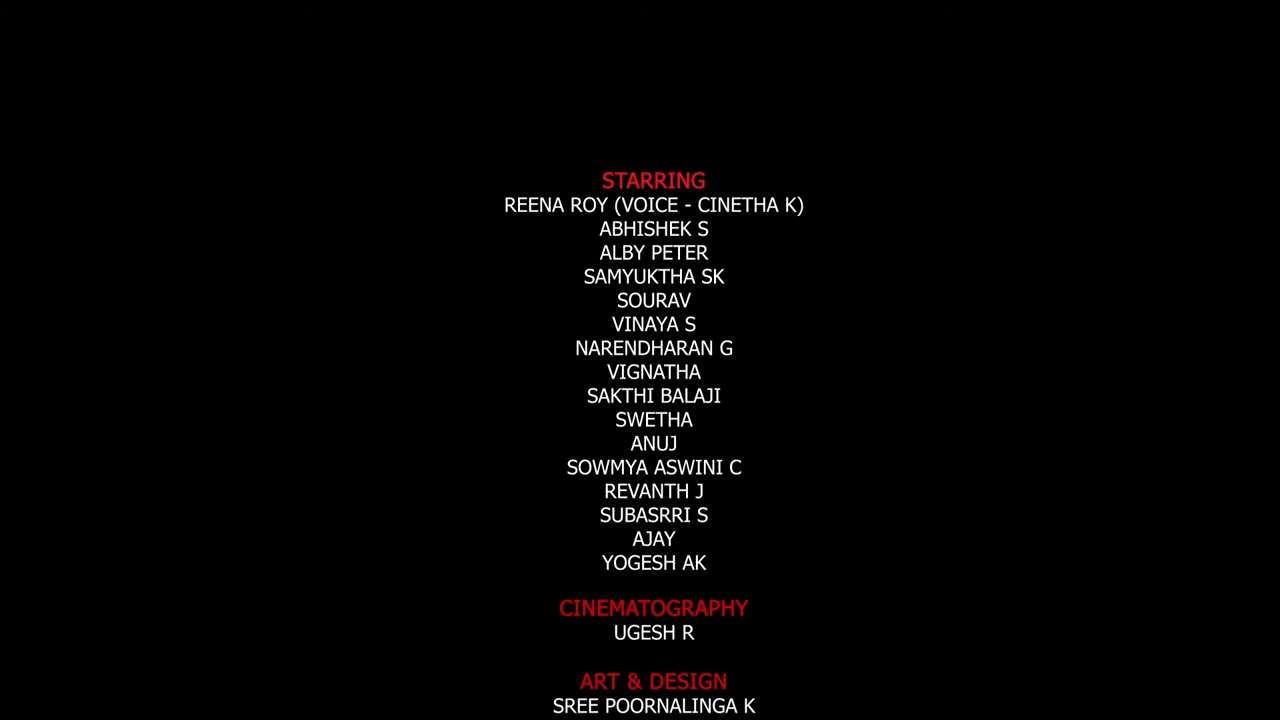 STARRING
REENA ROY (VOICE - CINETHA K)
ABHISHEK S
ALBY PETER
SAMYUKTHA SK
SOURAV
VINAYA S
NARENDHARAN G
VIGNATHA
SAKTHI BALAJI
SWETHA
ANUJ
SOWMYA ASWINI C
REVANTH J
SUBASRRI S
AJAY
YOGESH AK
CINEMATOGRAPHY
UGESH R
ART & DESIGN
SREE POORNALINGA K